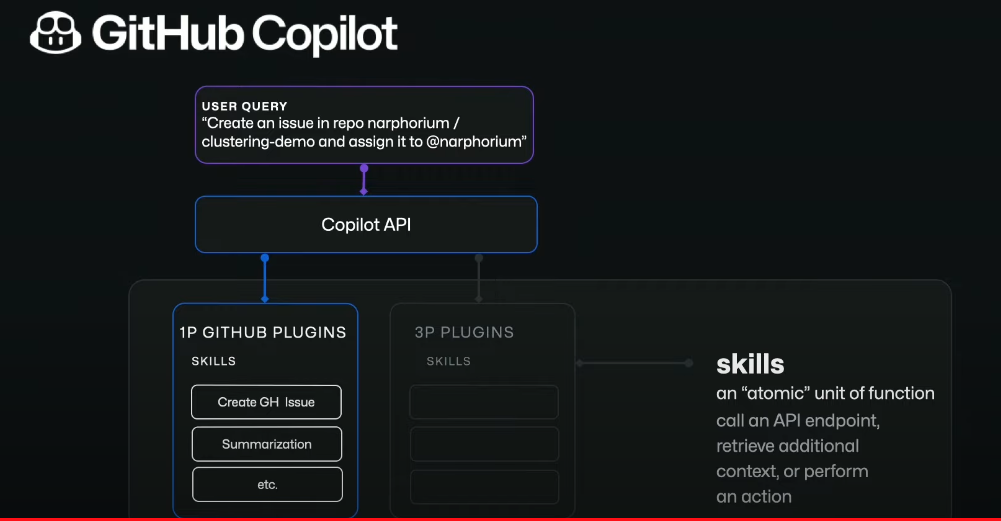 GitHub Copilot
USER QUERY
“Create an issue in repo narphorium /
clustering-demo and assign it to @narphorium”
Copilot API
1P GITHUB PLUGINS
SKILLS
Create GH Issue
Summarization
etc.
3P PLUGINS
SKILLS
skills
an “atomic” unit of function
call an API endpoint,
retrieve additional
context, or perform
an action